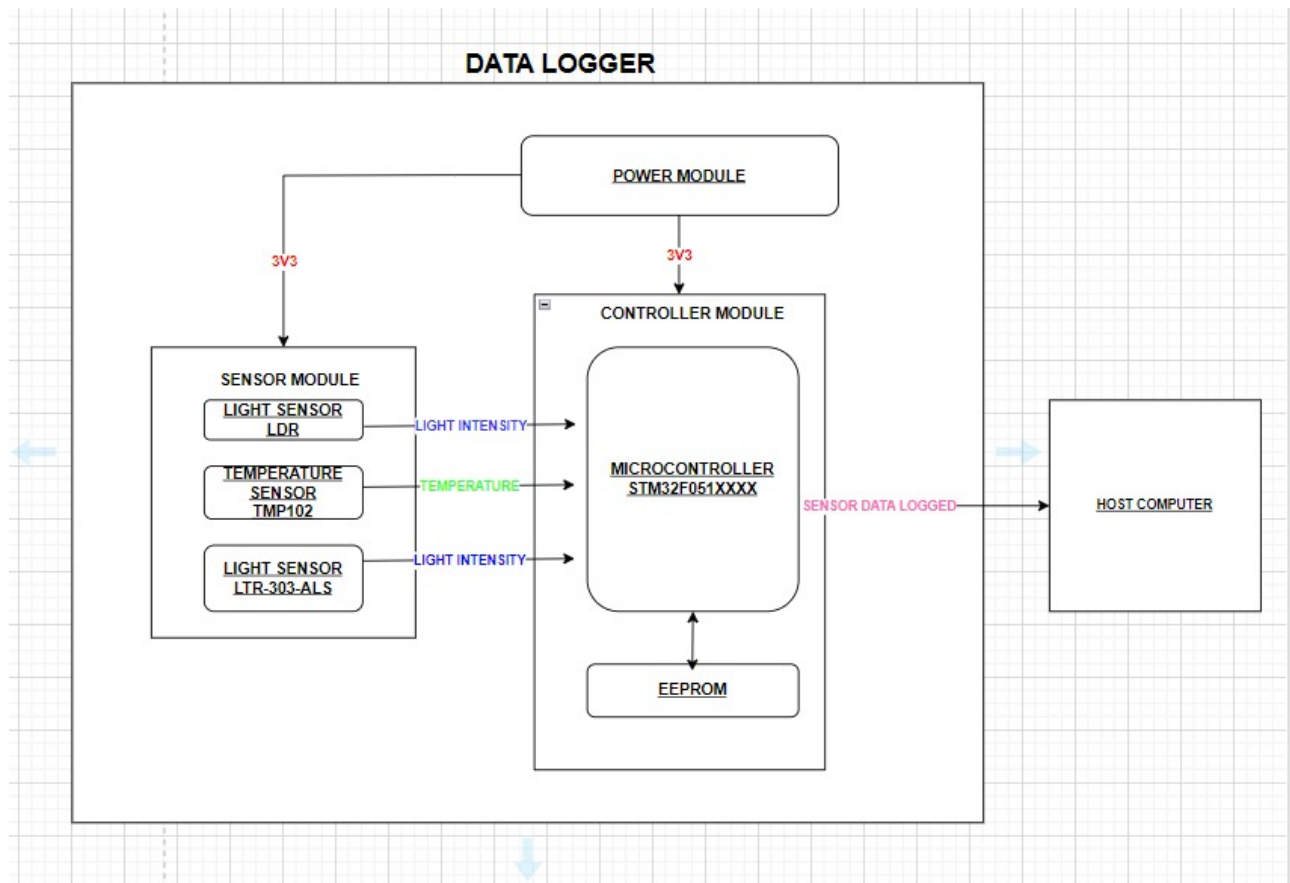 DATA LOGGER
POWER MODULE
3V3
3V3
CONTROLLER MODULE
SENSOR MODULE
LIGHT SENSOR
LDR
LIGHT INTENSITY
TEMPERATURE
SENSOR
TMP102
TEMPERATURE
LIGHT SENSOR
LTR-303-ALS
LIGHT INTENSITY
MICROCONTROLLER
STM32F051XXXX
SENSOR DATA LOGGED
HOST COMPUTER
EEPROM